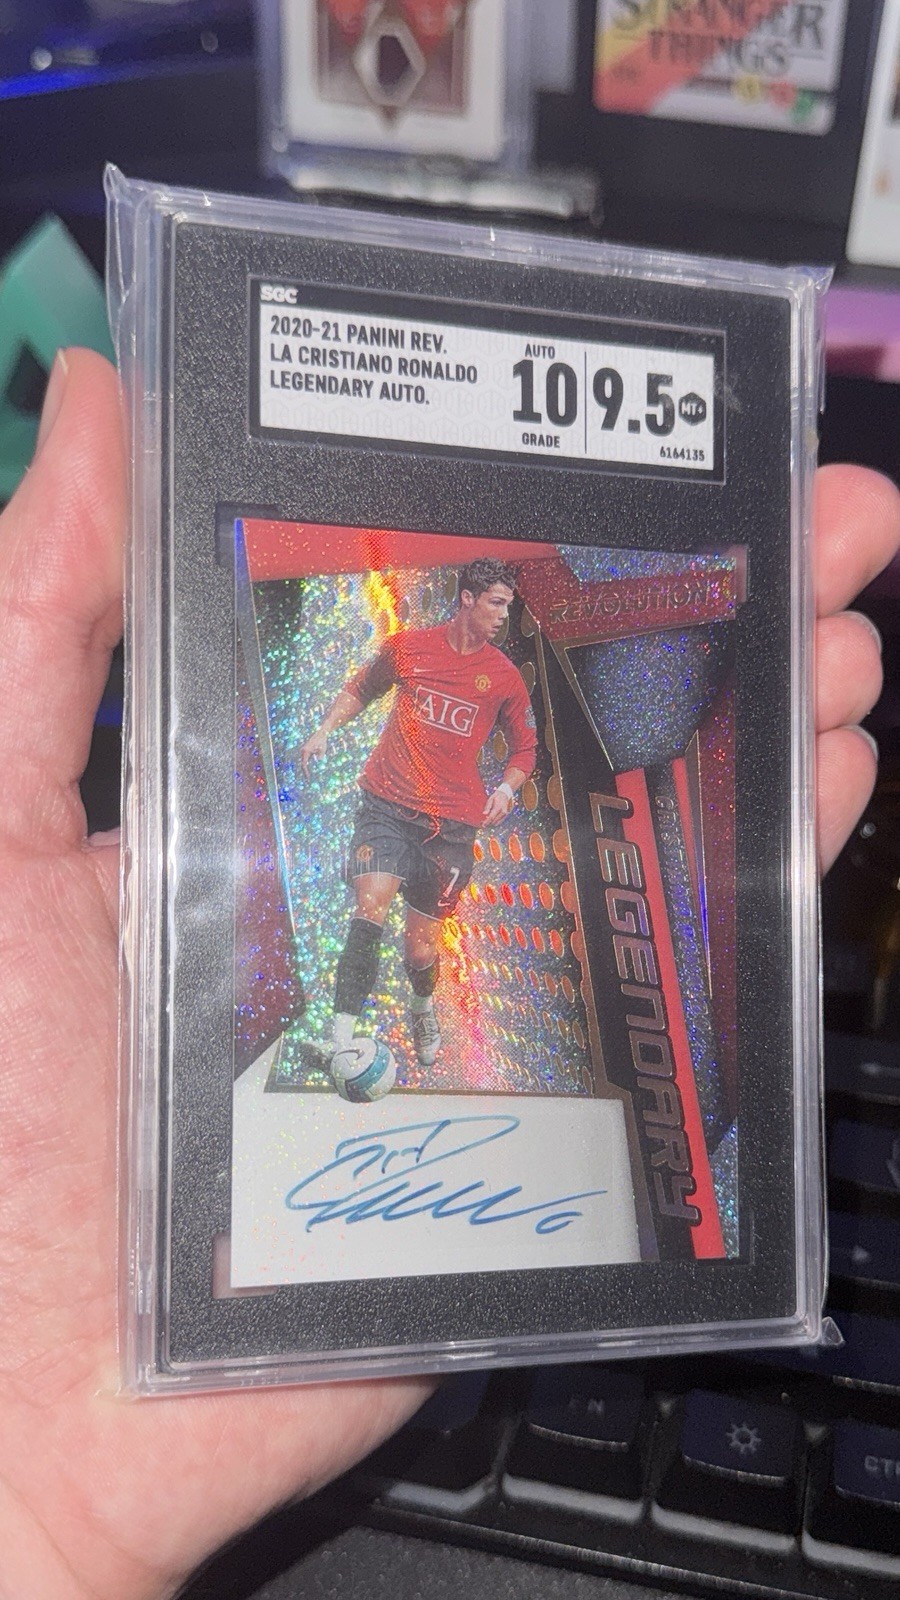 STRANGER
THINGS
SGC
2020-21 PANINI REV.
LA CRISTIANO RONALDO
LEGENDARY AUTO.
AUTO
10
GRADE
9.5
MT+
6164135
REVOLUTION
AIG
7
LEGENDARY